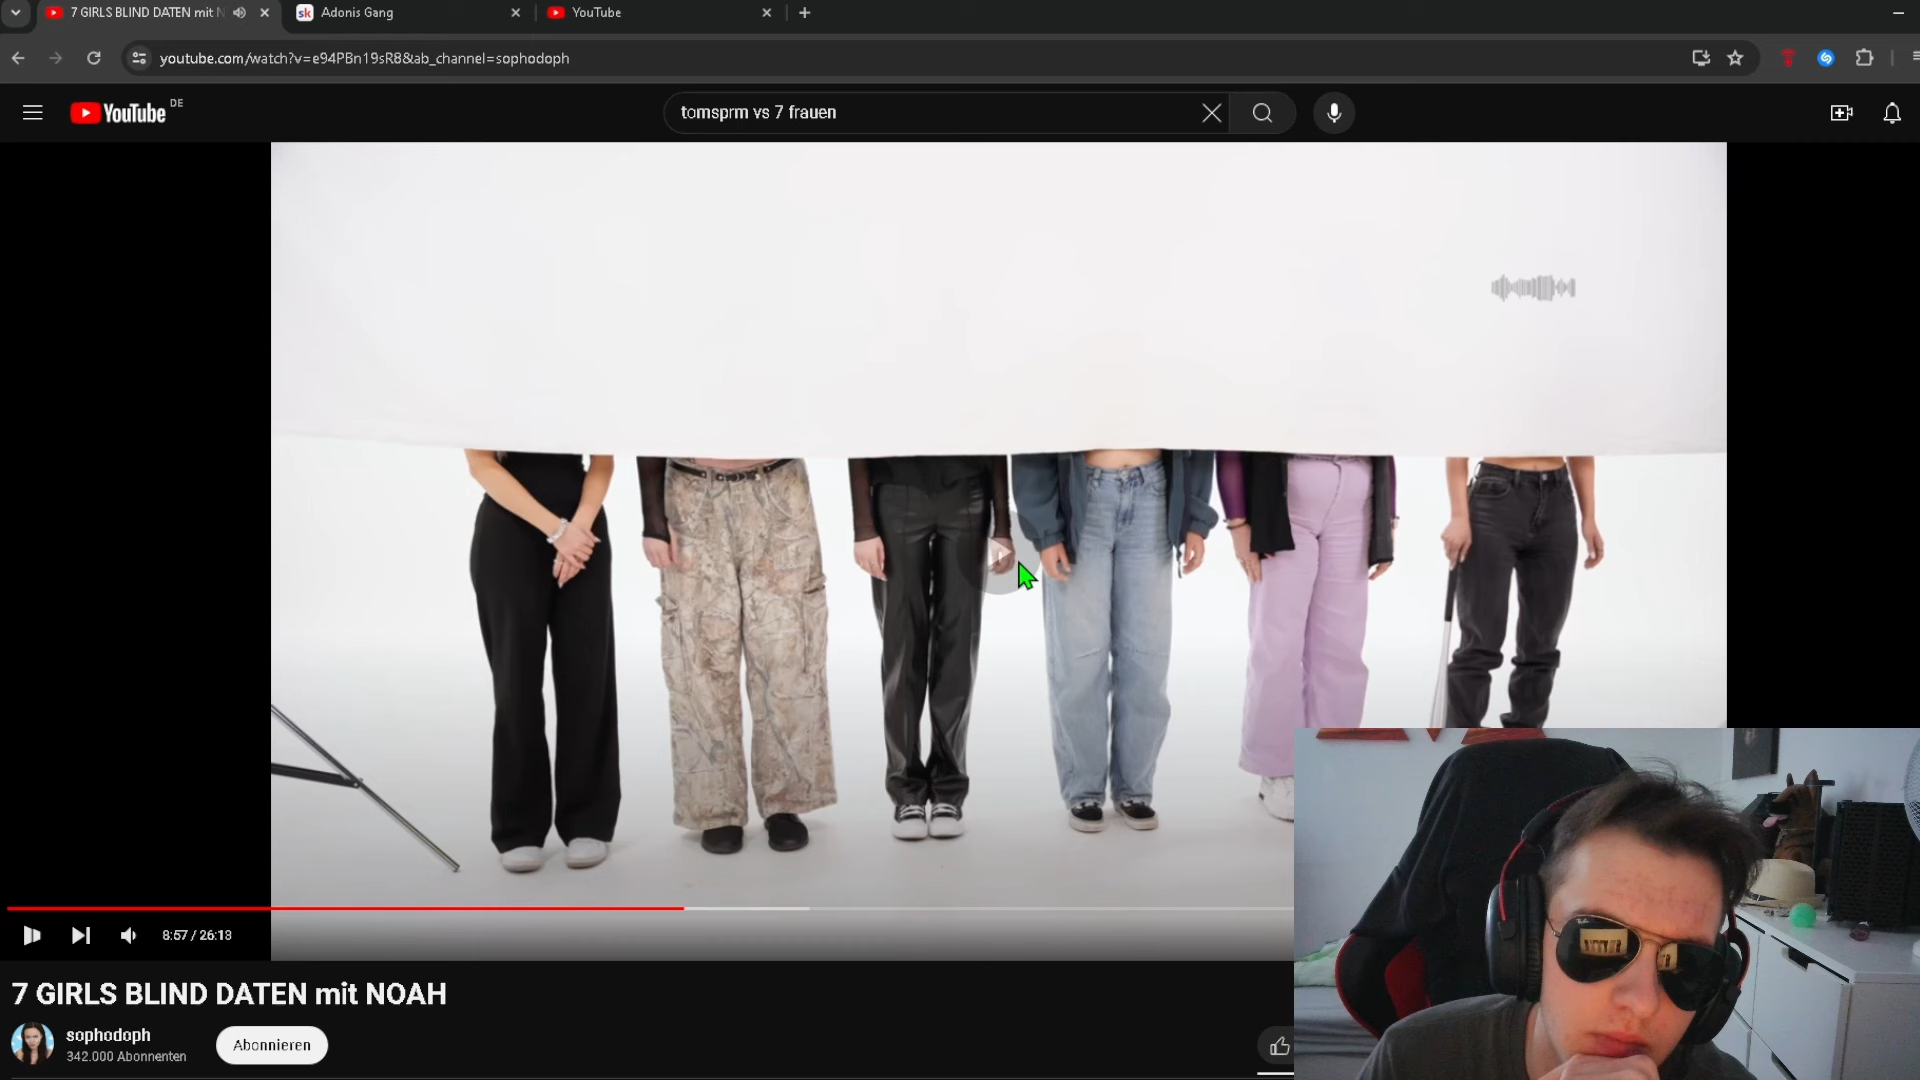 7 GIRLS BLIND DATEN mit N
Adonis Gang
YouTube
youtube.com/watch?v=e94PBn19sR8&ab_channel=sophodoph
YouTube DE
tomsprm vs 7 frauen
8:57 / 26:13
7 GIRLS BLIND DATEN mit NOAH
sophodoph
342.000 Abonnenten
Abonnieren